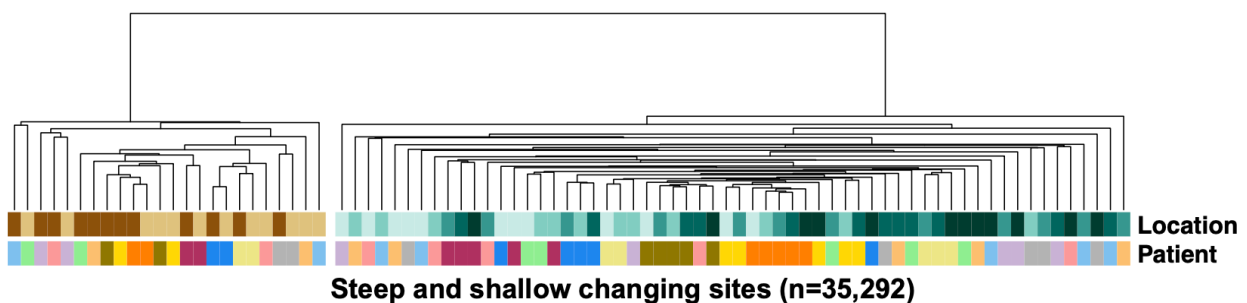 Location
Patient
Steep and shallow changing sites (n=35,292)